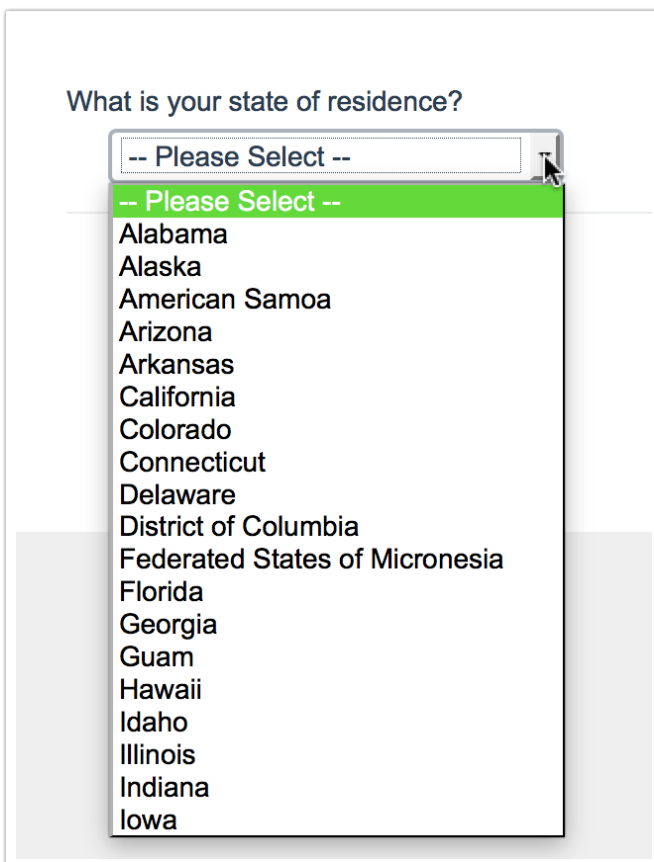 What is your state of residence?
-- Please Select --
-- Please Select --
Alabama
Alaska
American Samoa
Arizona
Arkansas
California
Colorado
Connecticut
Delaware
District of Columbia
Federated States of Micronesia
Florida
Georgia
Guam
Hawaii
Idaho
Illinois
Indiana
Iowa